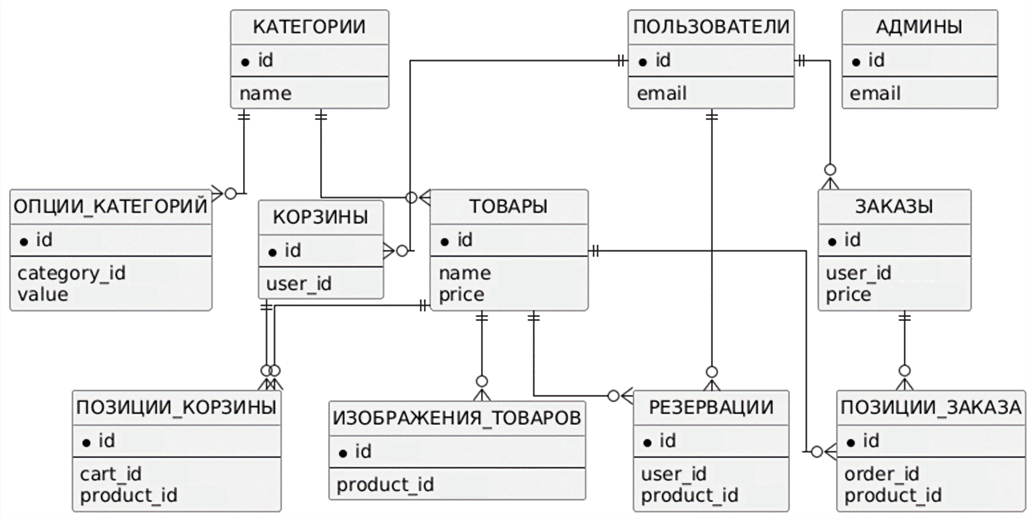 КАТЕГОРИИ
id
name
ПОЛЬЗОВАТЕЛИ
id
email
АДМИНЫ
id
email
ОПЦИИ_КАТЕГОРИЙ
id
category_id
value
КОРЗИНЫ
id
user_id
ТОВАРЫ
id
name
price
ЗАКАЗЫ
id
user_id
price
ПОЗИЦИИ_КОРЗИНЫ
id
cart_id
product_id
ИЗОБРАЖЕНИЯ_ТОВАРОВ
id
product_id
РЕЗЕРВАЦИИ
id
user_id
product_id
ПОЗИЦИИ_ЗАКАЗА
id
order_id
product_id